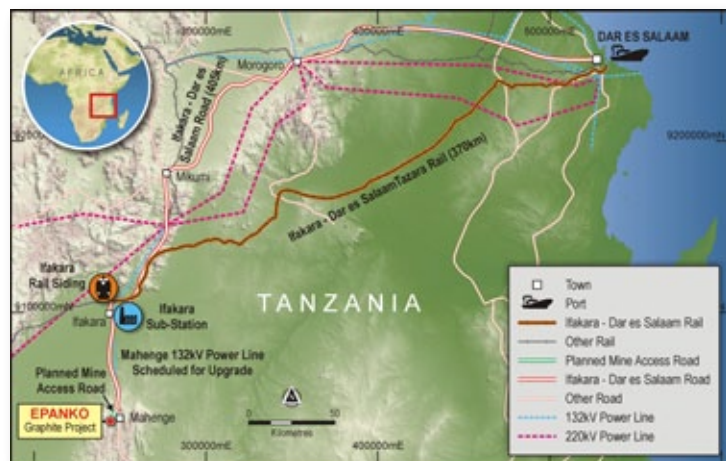 300000mE
400000mE
500000mE
AFRICA
DAR ES SALAAM
Morogoro
Ifakara - Dar es
Salaam Road (405km)
9200000mN
Mikumi
Ifakara - Dar es SalaamTazara Rail (370km)
Ifakara
Rail Siding
9100000mN
Ifakara
Ifakara
Sub-Station
TANZANIA
Mahenge 132kV Power Line
Scheduled for Upgrade
Planned Mine
Access Road
EPANKO
Graphite Project
Mahenge
0
50
Kilometres
300000mE
400000mE
Town
Port
Ifakara - Dar es Salaam Rail
Other Rail
Planned Mine Access Road
Ifakara - Dar es Salaam Road
Other Road
132kV Power Line
220kV Power Line